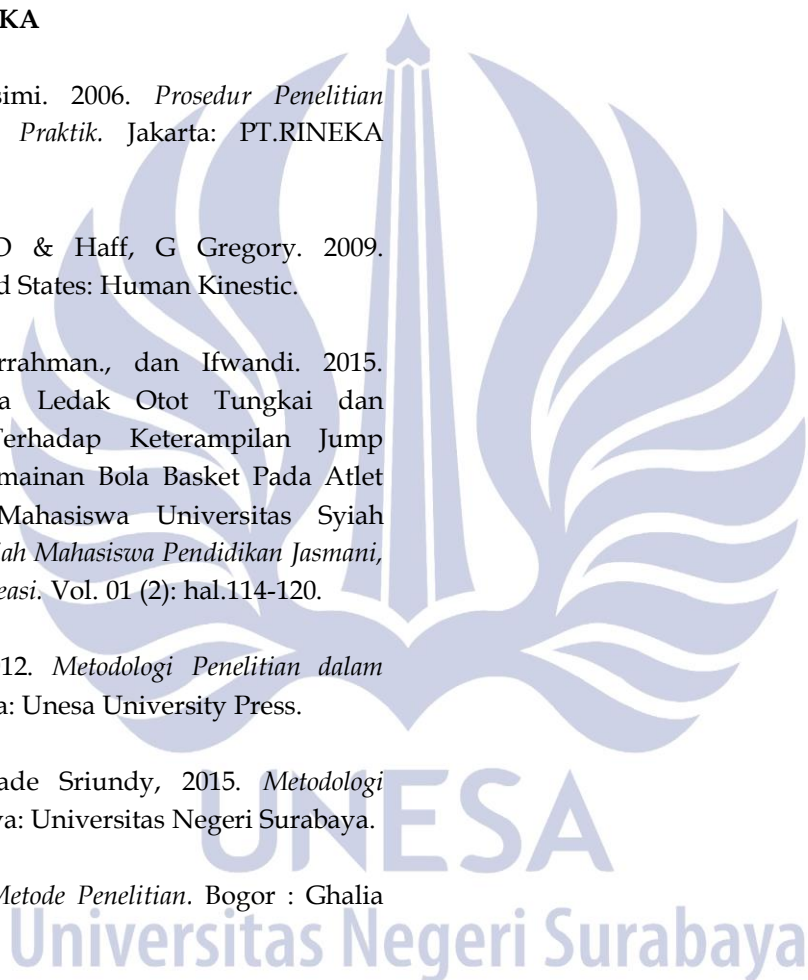 KA
simi. 2006. Prosedur Penelitian
Praktik. Jakarta: PT.RINEKA
D & Haff, G Gregory. 2009.
d States: Human Kinestic.
rrahman., dan Ifwandi. 2015.
a Ledak Otot Tungkai dan
Terhadap Keterampilan Jump
mainan Bola Basket Pada Atlet
Mahasiswa Universitas Syiah
iah Mahasiswa Pendidikan Jasmani,
easi. Vol. 01 (2): hal.114-120.
012. Metodologi Penelitian dalam
a: Unesa University Press.
ade Sriundy, 2015. Metodologi
ya: Universitas Negeri Surabaya.
Metode Penelitian. Bogor : Ghalia
UNESA
Universitas Negeri Surabaya